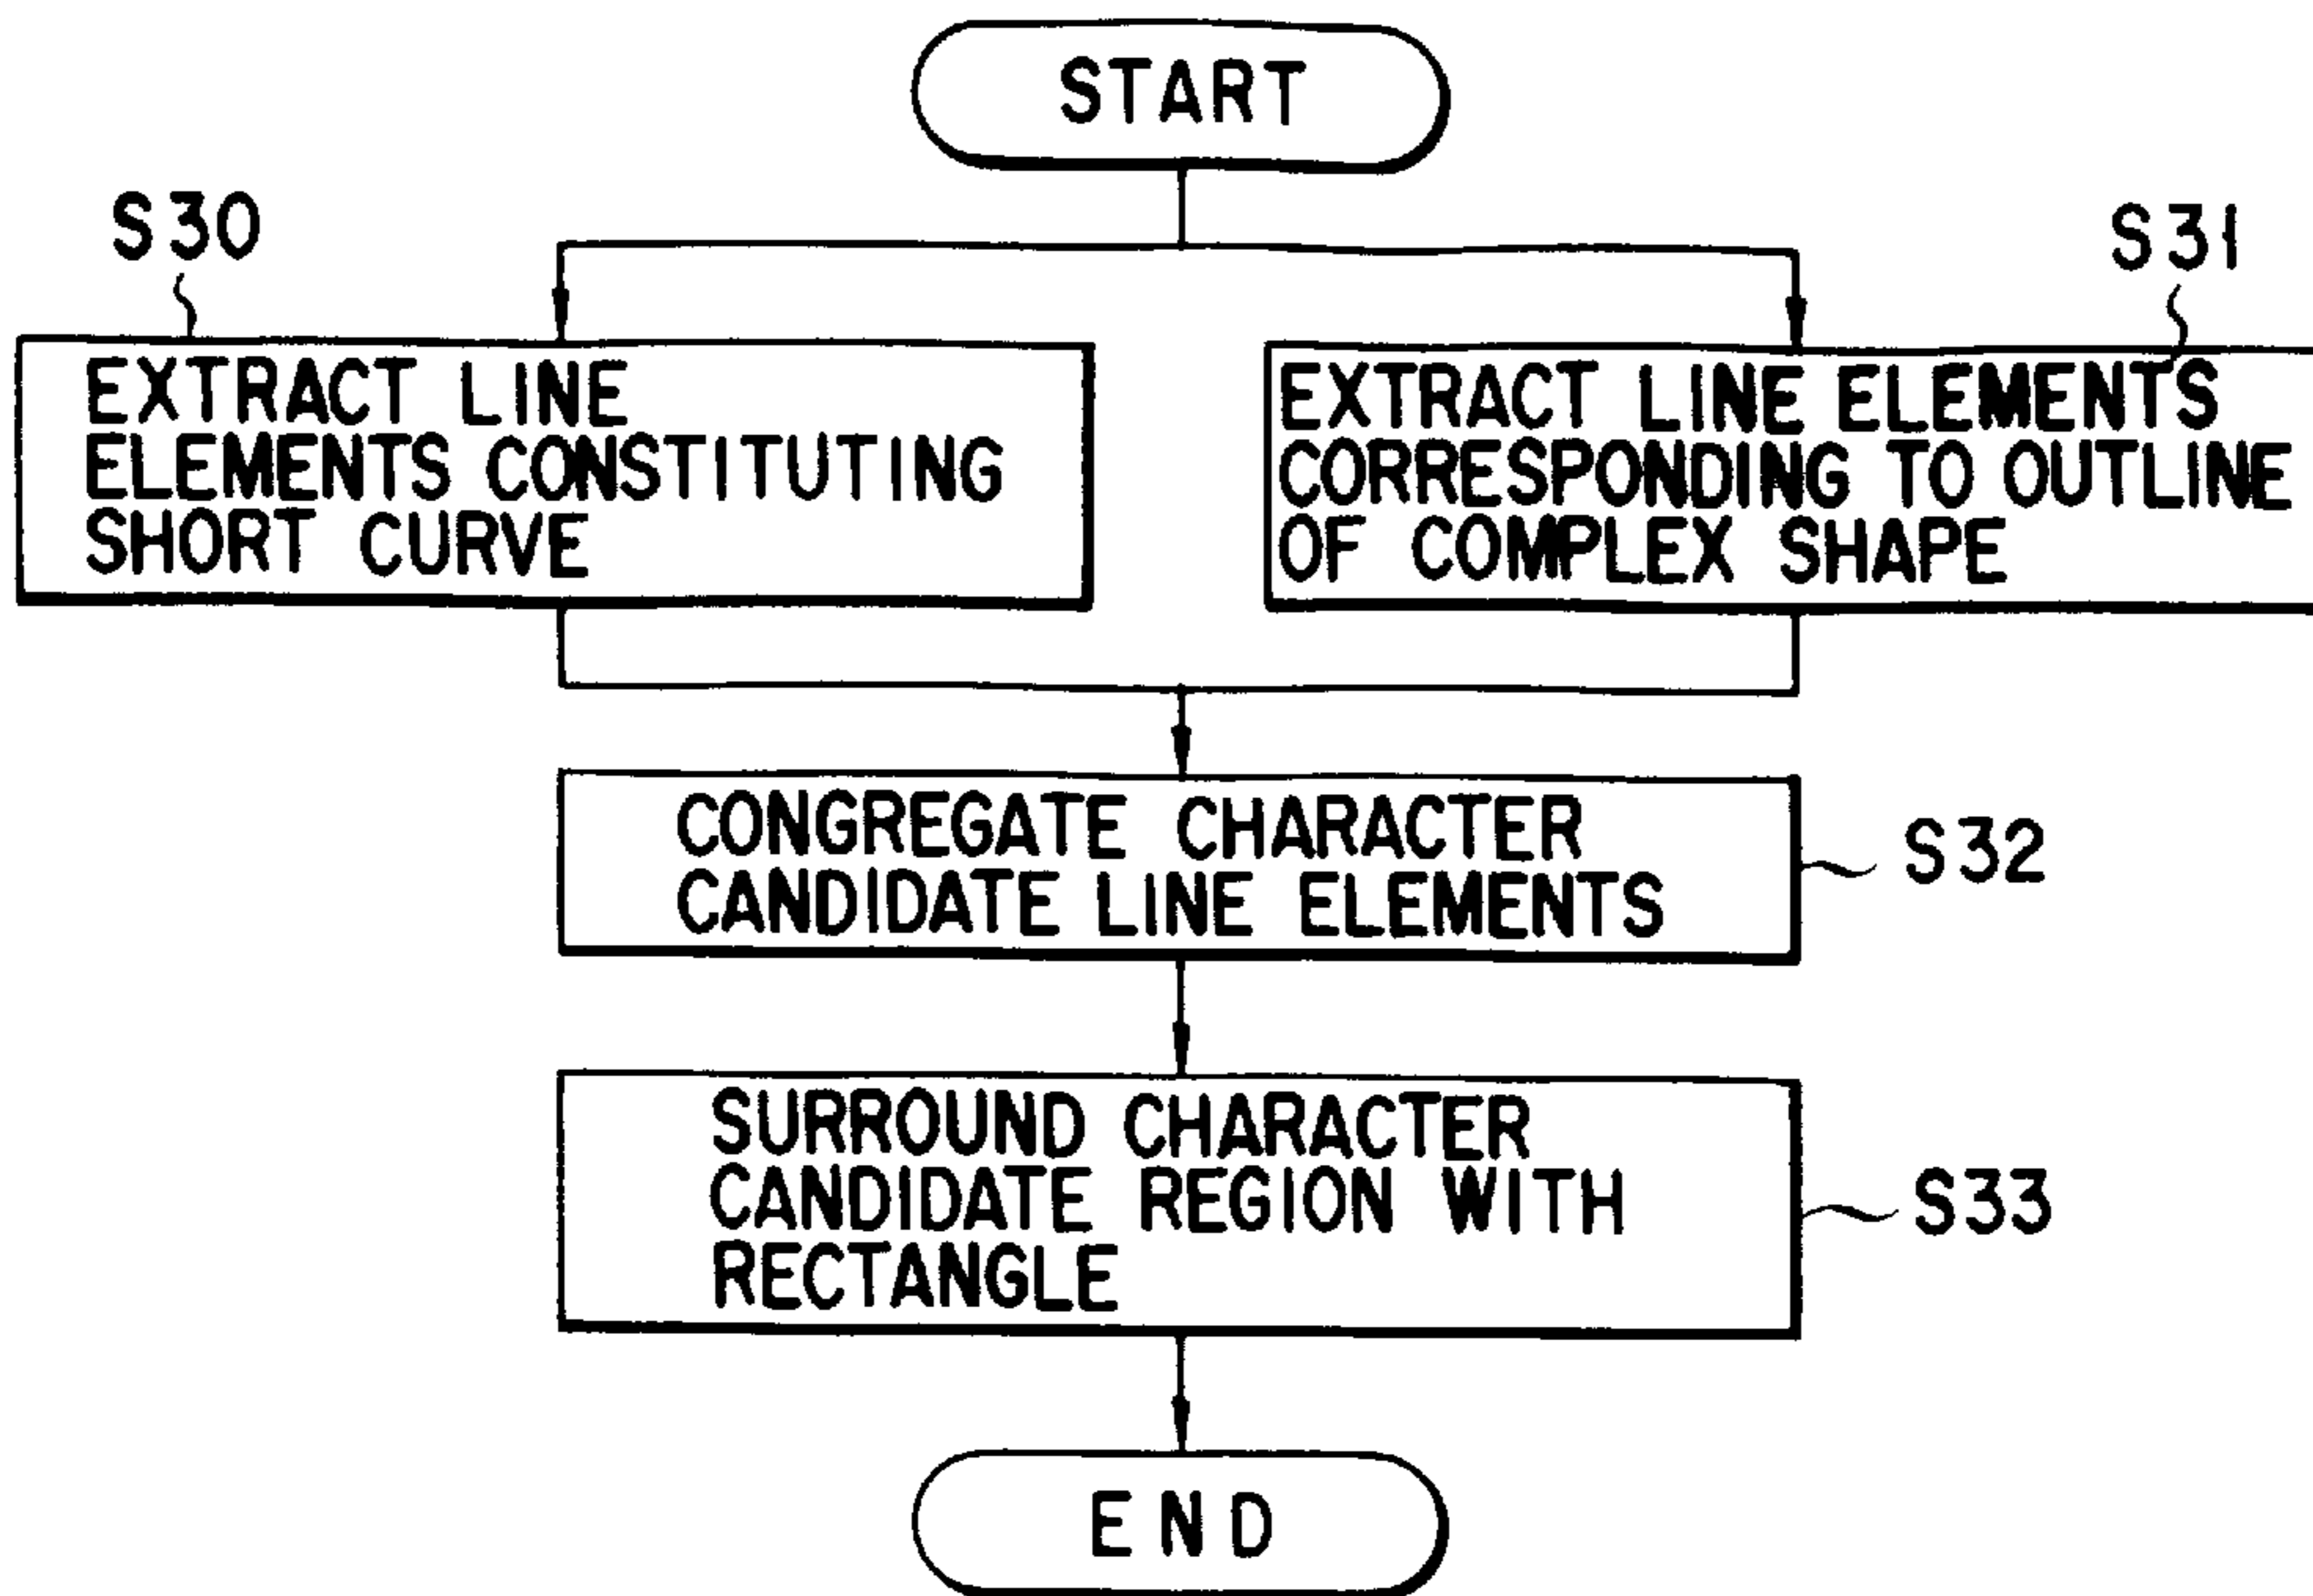 START
S30
S31
EXTRACT LINE
ELEMENTS CONSTITUTING
SHORT CURVE
EXTRACT LINE ELEMENTS
CORRESPONDING TO OUTLINE
OF COMPLEX SHAPE
CONGREGATE CHARACTER
CANDIDATE LINE ELEMENTS
S32
SURROUND CHARACTER
CANDIDATE REGION WITH
RECTANGLE
S33
END